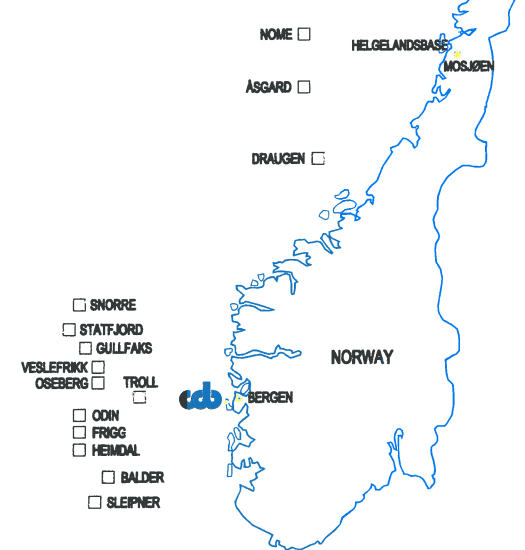 NOME
HELGELANDSBASE
MOSJØEN
ÅSGARD
DRAUGEN
SNORRE
STATFJORD
GULLFAKS
NORWAY
VESLEFRIKK
OSEBERG
TROLL
BERGEN
ODIN
FRIGG
HEIMDAL
BALDER
SLEIPNER